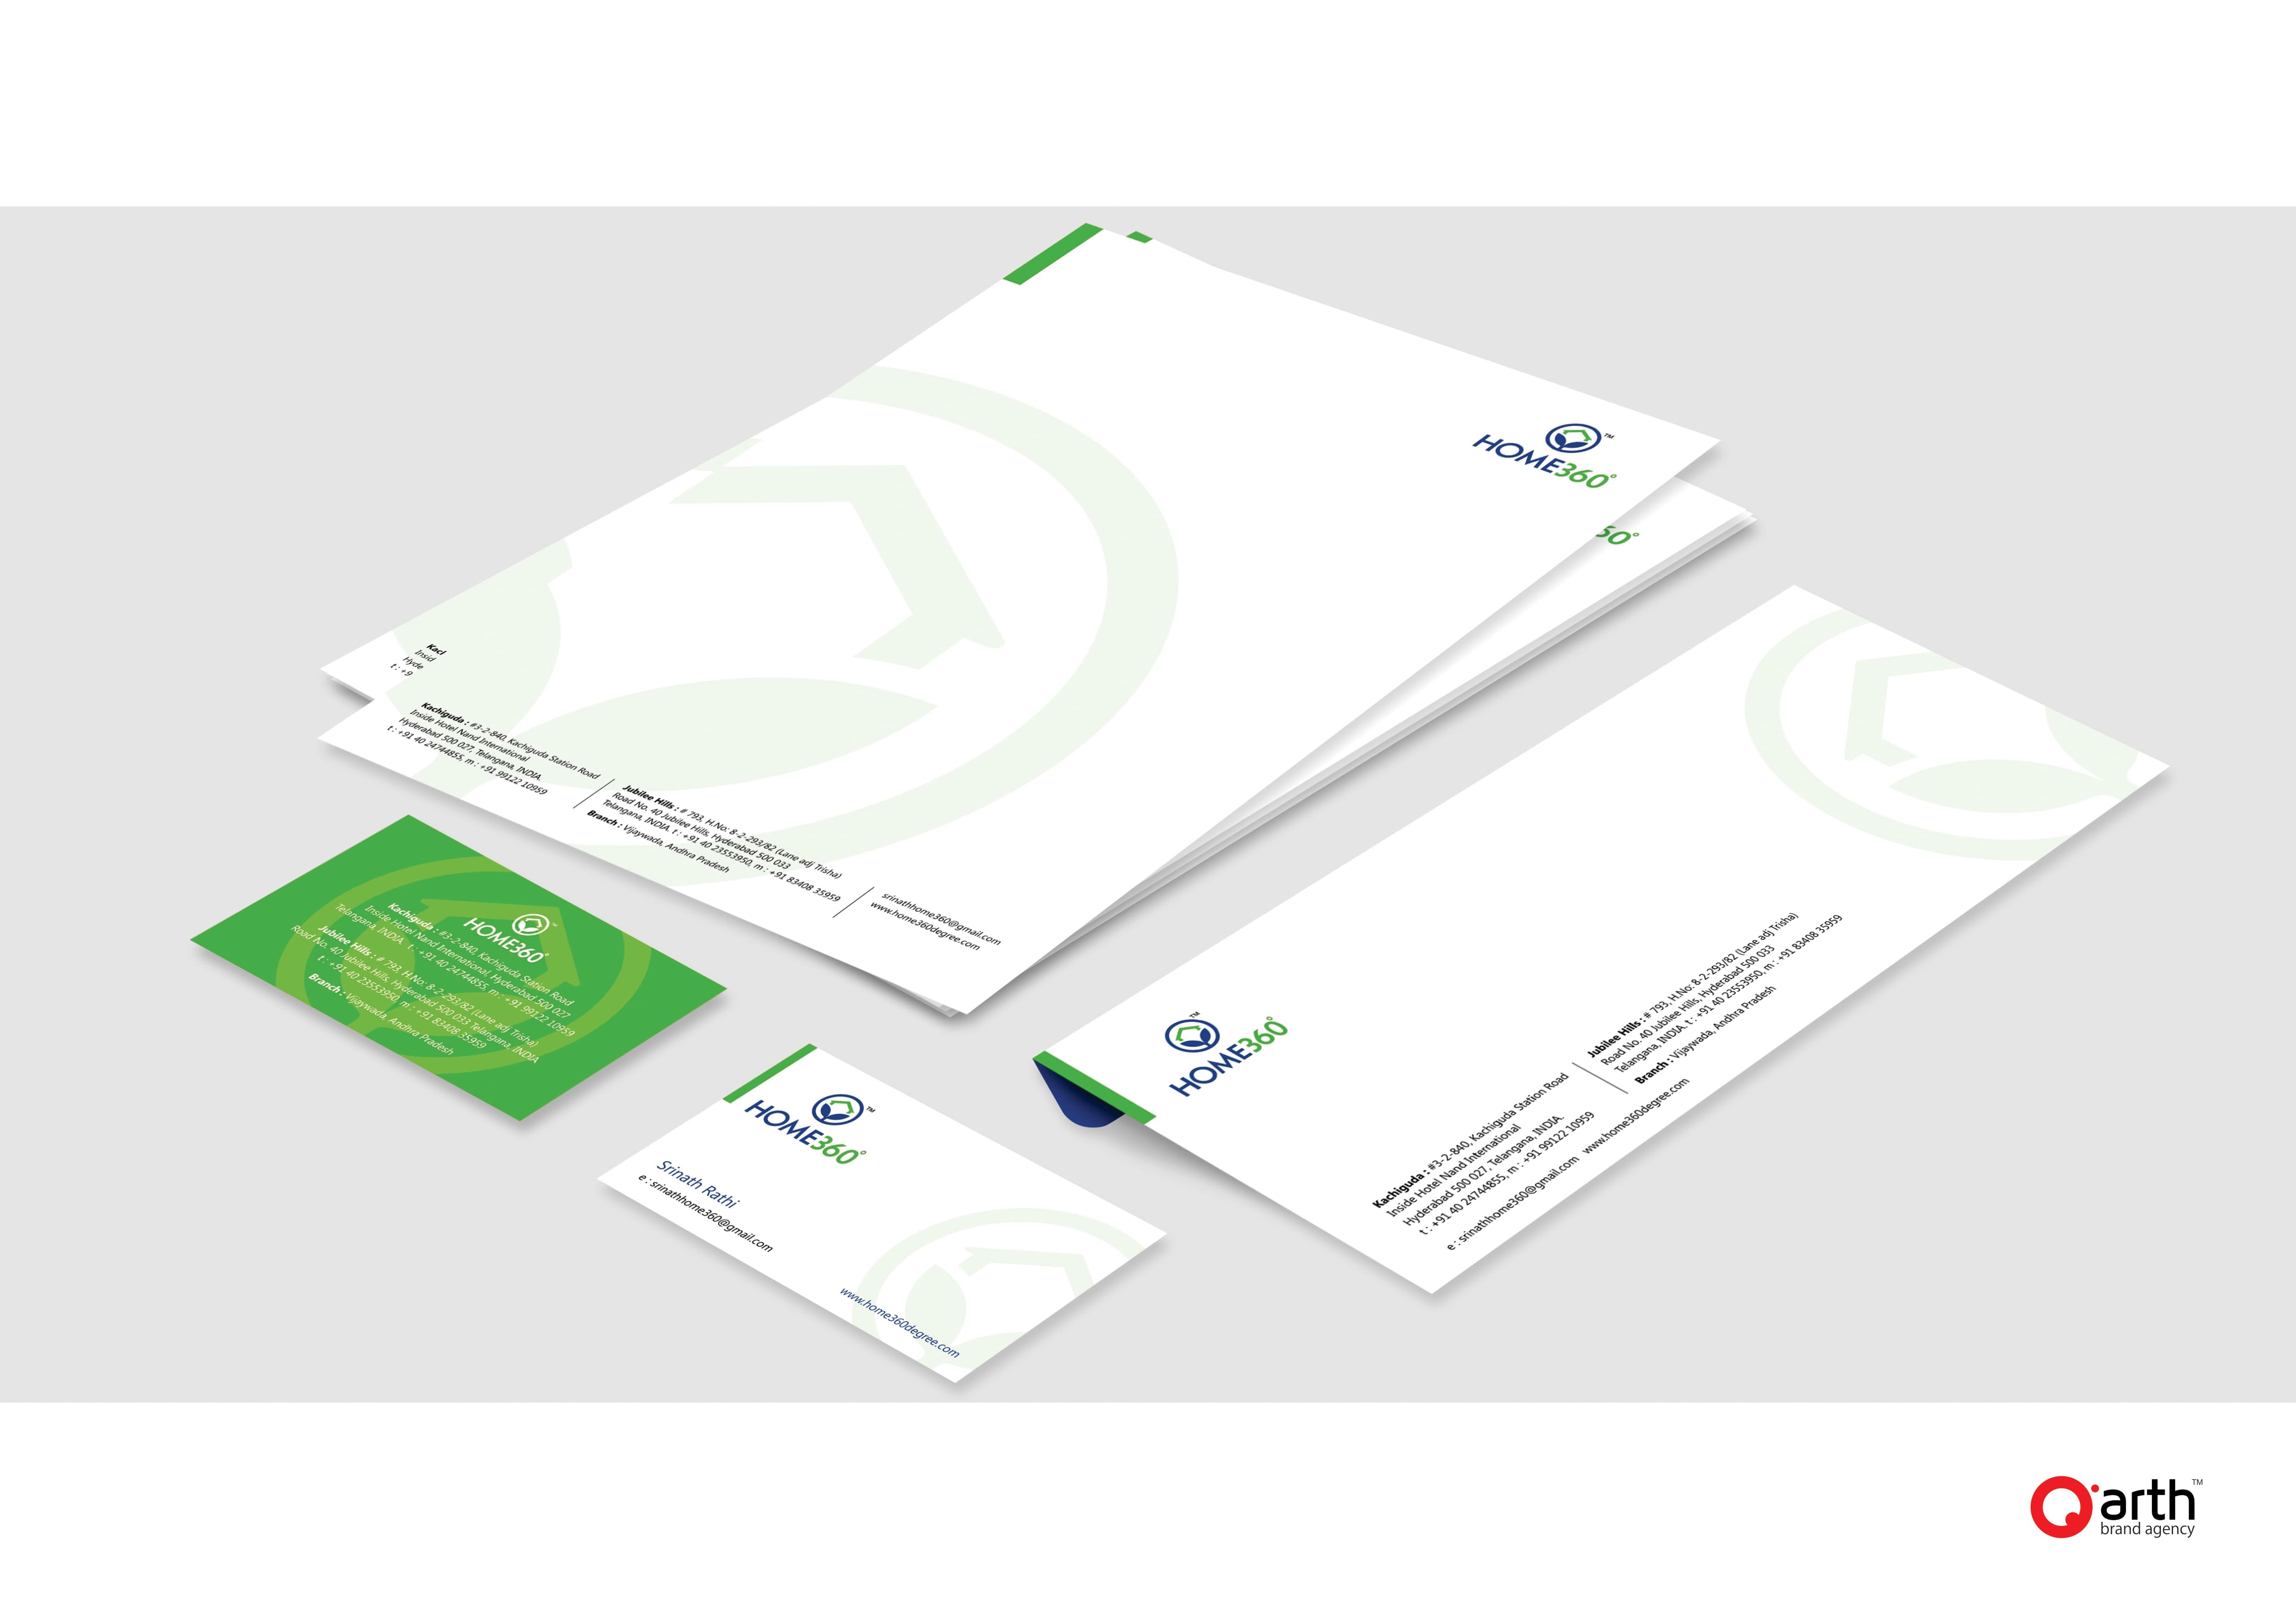 HOME360° TM
60°
Kacl
Insid
Hyde
t : +9
Kachiguda : #3-2-840, Kachiguda Station Road
Inside Hotel Nand International
Hyderabad 500 027, Telangana, INDIA.
t : +91 40 24744855, m : +91 99122 10959
Jubilee Hills : # 793, H.No: 8-2-293/82 (Lane adj Trisha)
Road No. 40 Jubilee Hills, Hyderabad 500 033
Telangana, INDIA. t : +91 40 23553950, m : +91 83408 35959
Branch : Vijaywada, Andhra Pradesh
srinathhome360@gmail.com
www.home360degree.com
HOME360° TM
Kachiguda : #3-2-840, Kachiguda Station Road
Inside Hotel Nand International, Hyderabad 500 027
Telangana, INDIA t : +91 40 24744855, m : +91 99122 10959
Jubilee Hills : # 793, H.No: 8-2-293/82 (Lane adj Trisha)
Road No. 40 Jubilee Hills, Hyderabad 500 033 Telangana, INDIA
t : +91 40 23553950, m : +91 83408 35959
Branch : Vijaywada, Andhra Pradesh
HOME360° TM
Srinath Rathi
e : srinathhome360@gmail.com
www.home360degree.com
HOME360° TM
Kachiguda : #3-2-840, Kachiguda Station Road
Inside Hotel Nand International
Hyderabad 500 027, Telangana, INDIA.
t : +91 40 24744855, m : +91 99122 10959
Jubilee Hills : # 793, H.No: 8-2-293/82 (Lane adj Trisha)
Road No. 40 Jubilee Hills, Hyderabad 500 033
Telangana, INDIA. t : +91 40 23553950, m : +91 83408 35959
Branch : Vijaywada, Andhra Pradesh
e : srinathhome360@gmail.com www.home360degree.com
Q'arth TM
brand agency